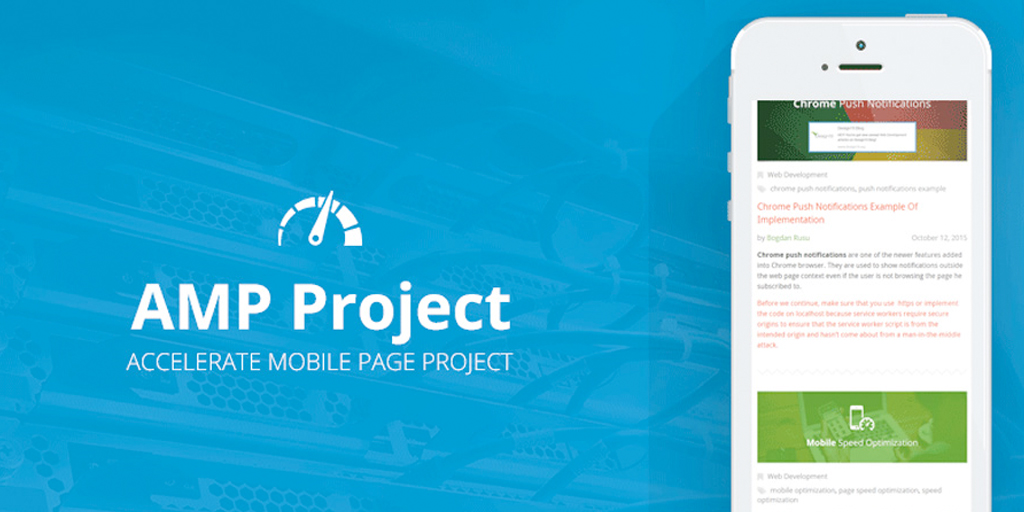 AMP Project
ACCELERATE MOBILE PAGE PROJECT
Chrome Push Notifications
Web Development
chrome push notifications, push notifications example
Chrome Push Notifications Example Of
Implementation
by Bogdan Rusu
October 12, 2015
Chrome push notifications are one of the newer features added
into Chrome browser. They are used to show notifications outside
the web page context even if the user is not browsing the page he
subscribed to.
Before we continue, make sure that you use https or implement
the code on localhost because service workers require secure
origins to ensure that the service worker script is from the
intended origin and hasn't come about from a man-in-the-middle
attack.
Mobile Speed Optimization
Web Development
mobile optimization, page speed optimization, speed
optimization